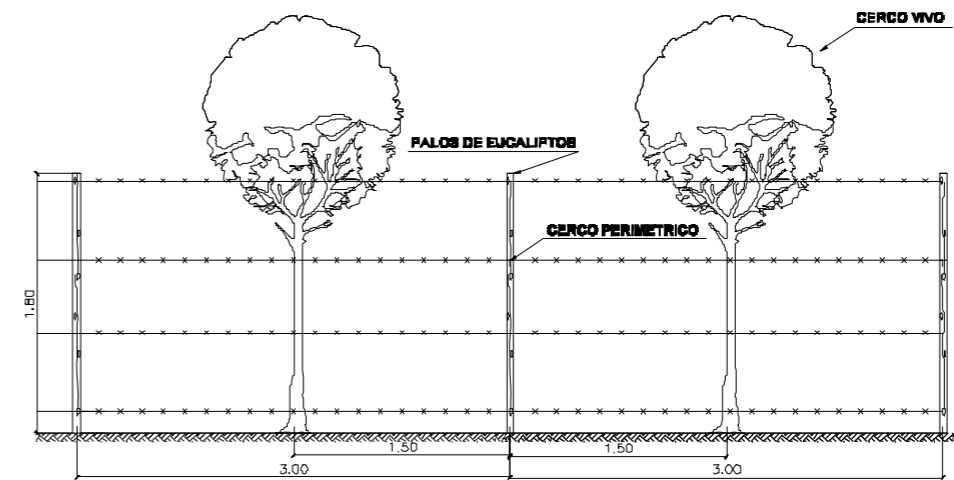 CERCO VIVO
PALOS DE EUCALIPTOS
CERCO PERIMETRICO
1.80
1.50
1.50
3.00
3.00